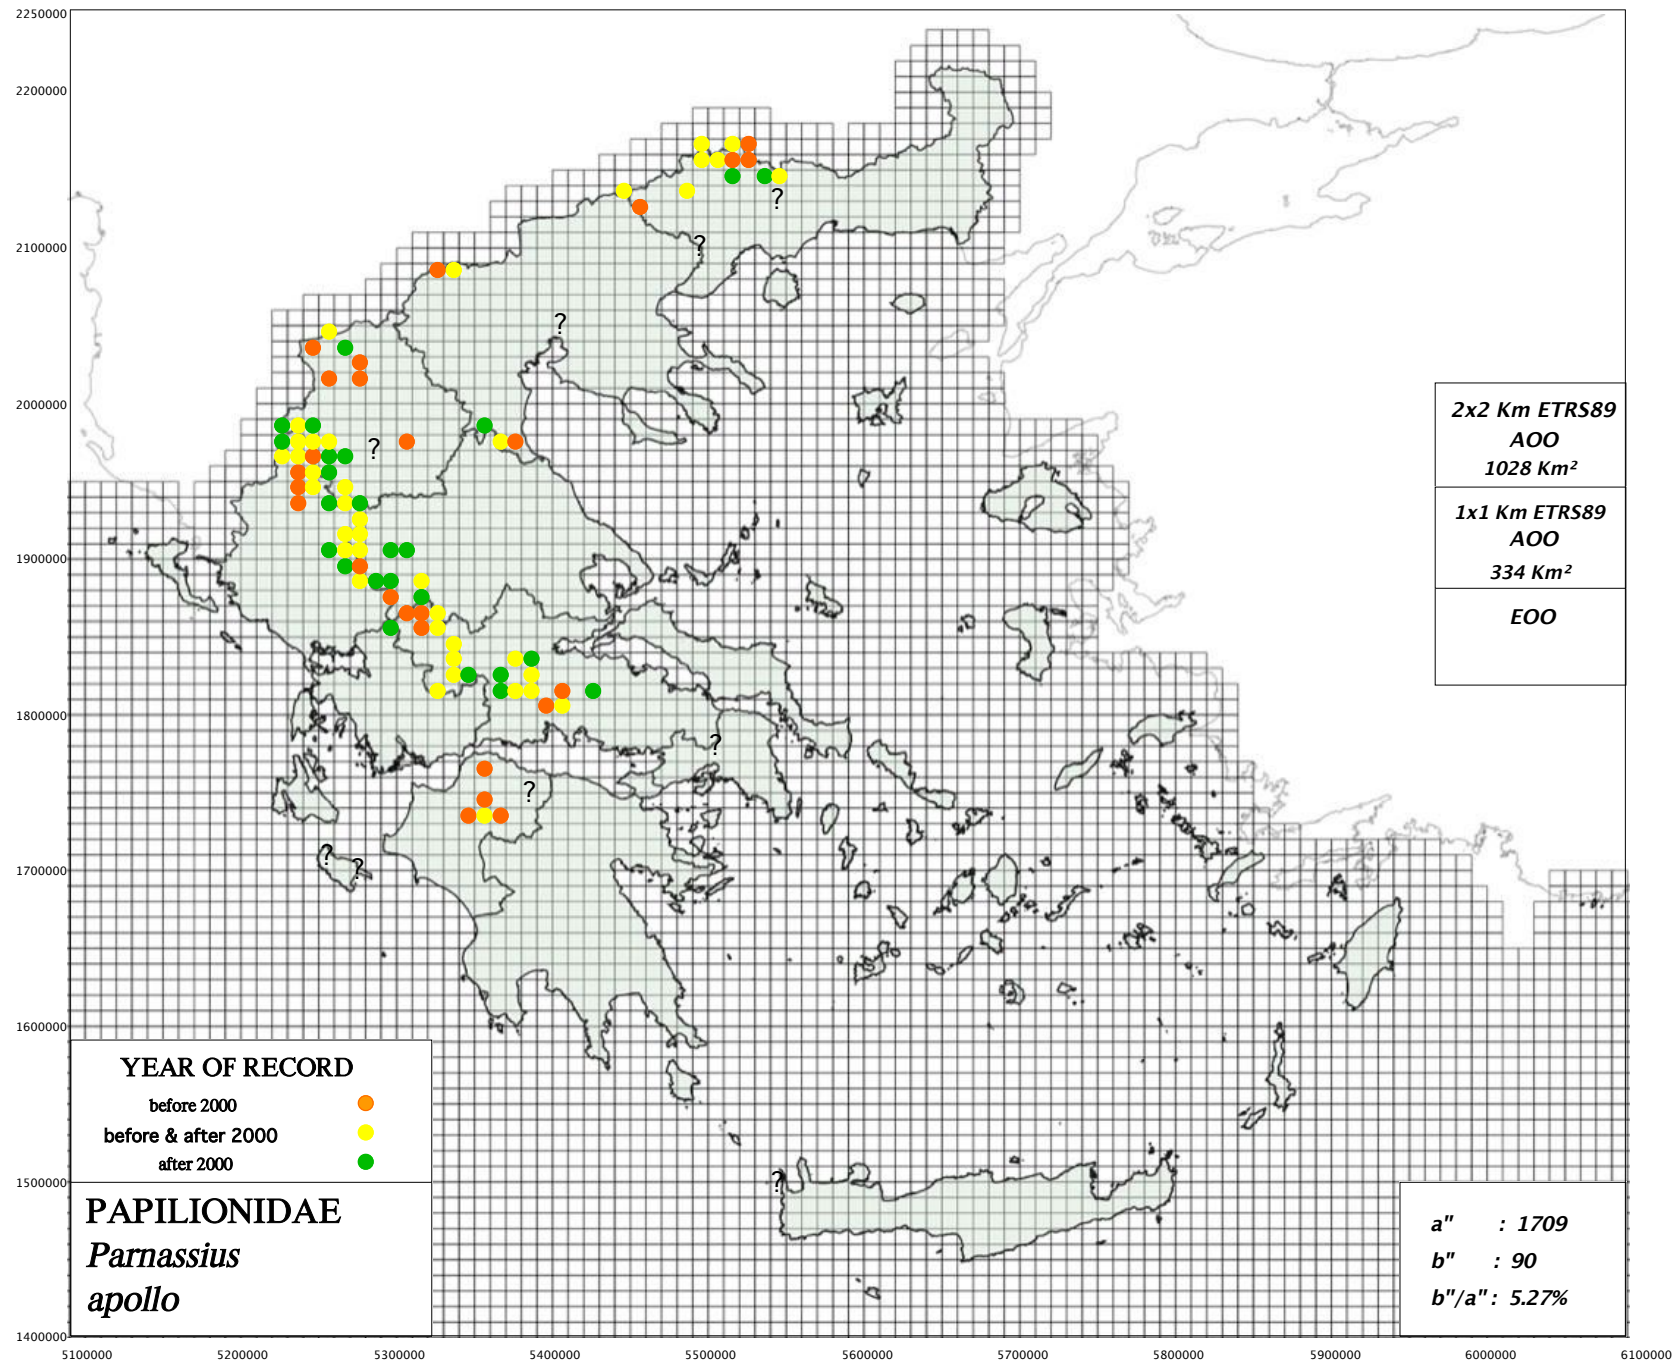 2250000
2200000
2100000
2000000
1900000
1800000
1700000
1600000
1500000
1400000
?
?
?
?
?
?
?
?
?
2x2 Km ETRS89
AOO
1028 Km²
1x1 Km ETRS89
AOO
334 Km²
EOO
YEAR OF RECORD
before 2000
before & after 2000
after 2000
PAPILIONIDAE
Parnassius
apollo
a" : 1709
b" : 90
b"/a" : 5.27%
5100000 5200000 5300000 5400000 5500000 5600000 5700000 5800000 5900000 6000000 6100000